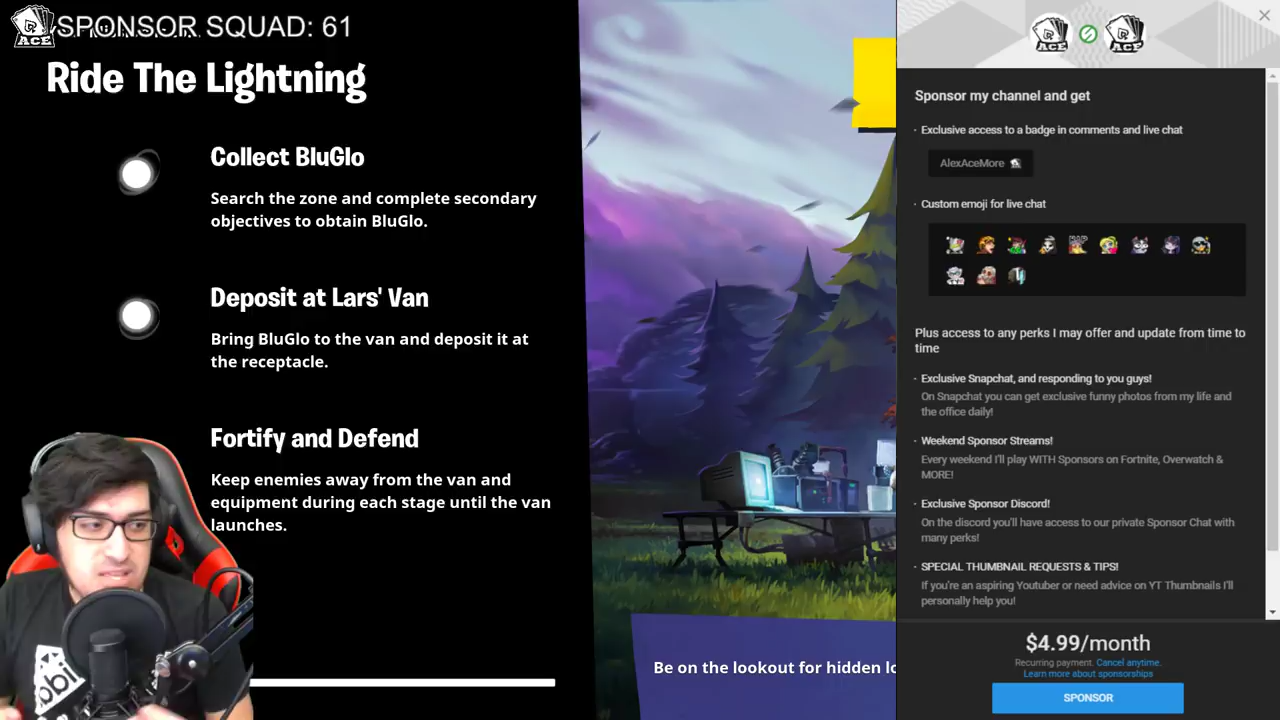 ACE
SPONSOR SQUAD: 61
Ride The Lightning
Collect BluGlo
Search the zone and complete secondary
objectives to obtain BluGlo.
Deposit at Lars' Van
Bring BluGlo to the van and deposit it at
the receptacle.
Fortify and Defend
Keep enemies away from the van and
equipment during each stage until the van
launches.
Be on the lookout for hidden
ACE
ACE
Sponsor my channel and get
· Exclusive access to a badge in comments and live chat
AlexAceMore
· Custom emoji for live chat
Plus access to any perks I may offer and update from time to
time
· Exclusive Snapchat, and responding to you guys!
On Snapchat you can get exclusive funny photos from my life and
the office daily!
· Weekend Sponsor Streams!
Every weekend I'll play WITH Sponsors on Fortnite, Overwatch &
MORE!
· Exclusive Sponsor Discord!
On the discord you'll have access to our private Sponsor Chat with
many perks!
· SPECIAL THUMBNAIL REQUESTS & TIPS!
If you're an aspiring Youtuber or need advice on YT Thumbnails I'll
personally help you!
$4.99/month
Recurring payment. Cancel anytime.
Learn more about sponsorships
SPONSOR